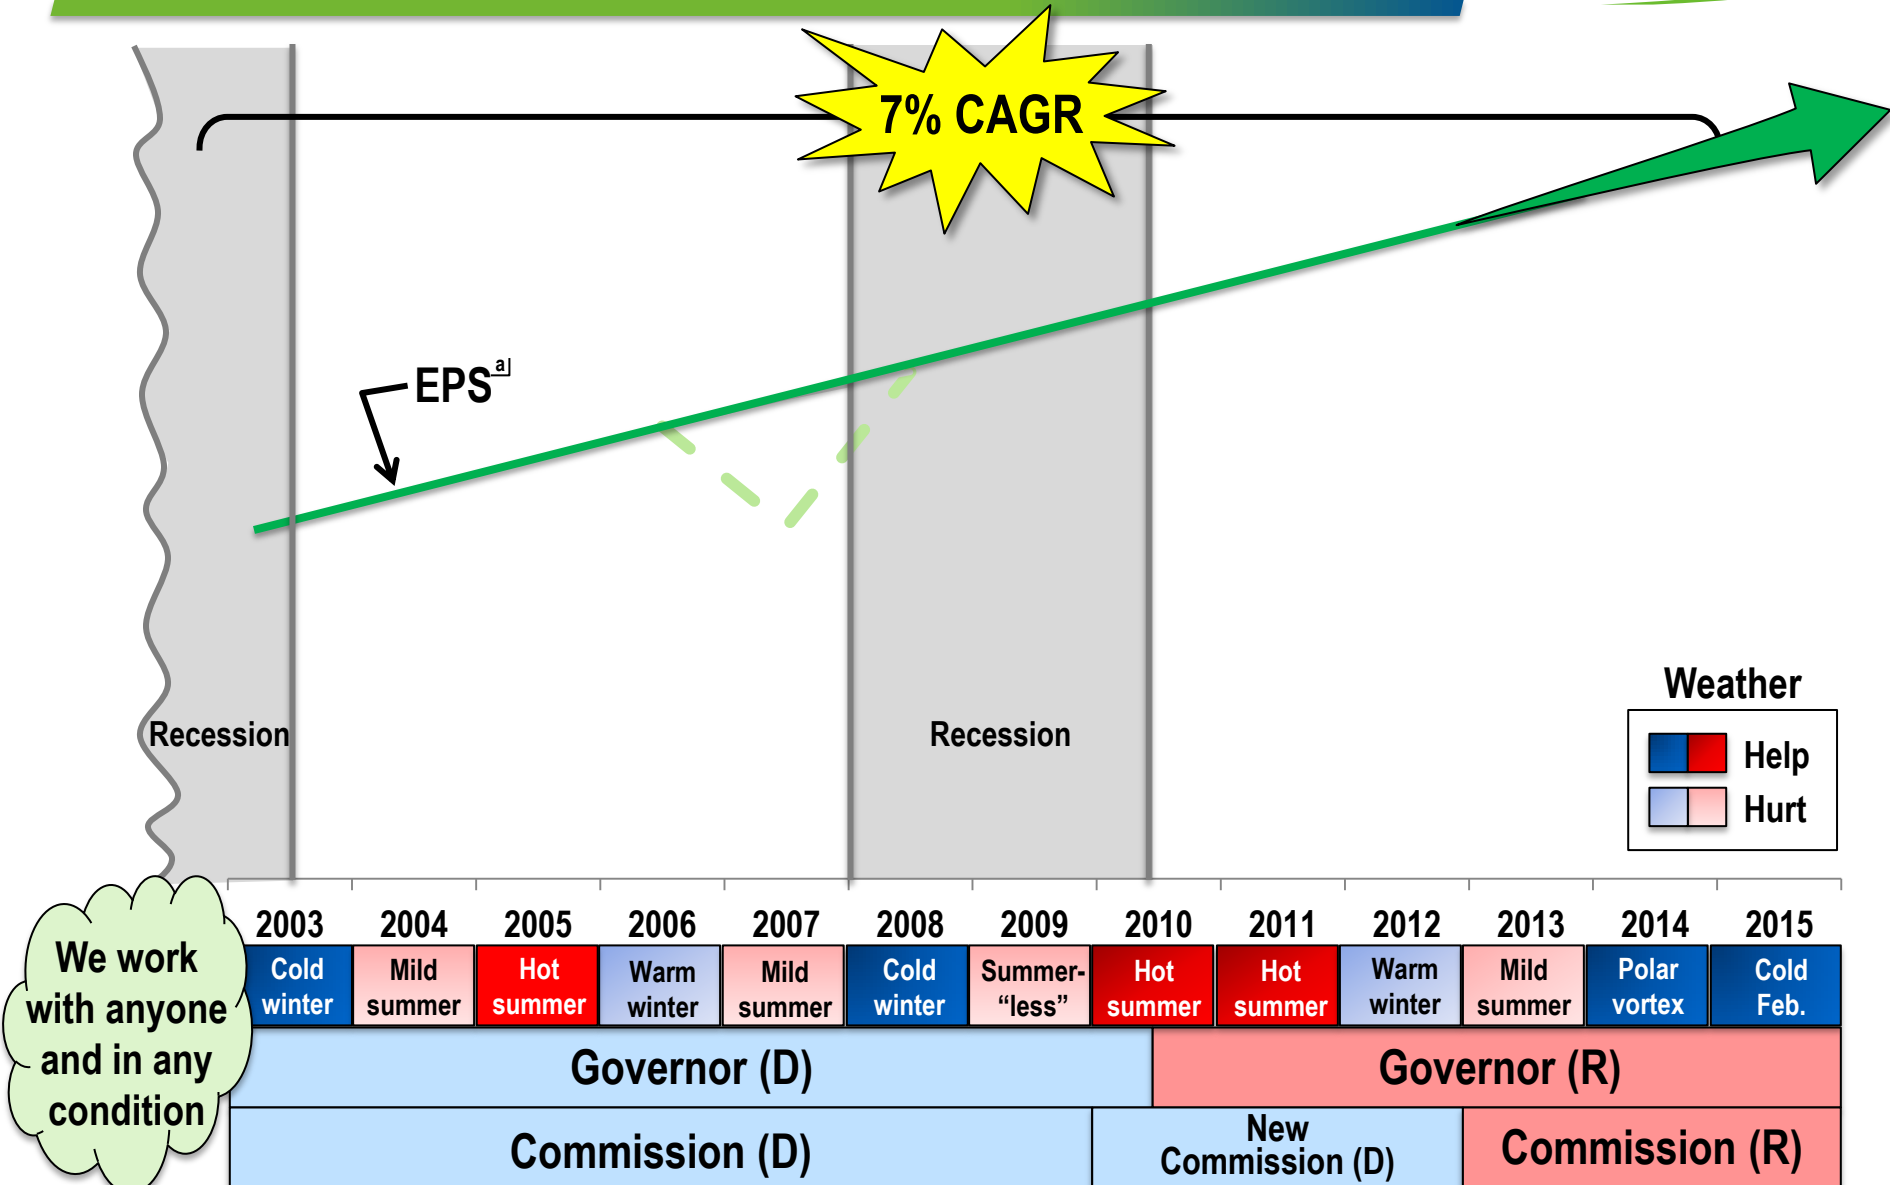 7% CAGR
EPS a
Recession
Recession
Weather
Help
Hurt
2003 2004 2005 2006 2007 2008 2009 2010 2011 2012 2013 2014 2015
Cold Mild Hot Warm Mild Cold Summer- Hot Hot Warm Mild Polar Cold
winter summer summer winter summer winter “less” summer summer winter summer vortex Feb.
We work
with anyone
and in any
condition
Governor (D) Governor (R)
Commission (D)
New
Commission (D)
Commission (R)